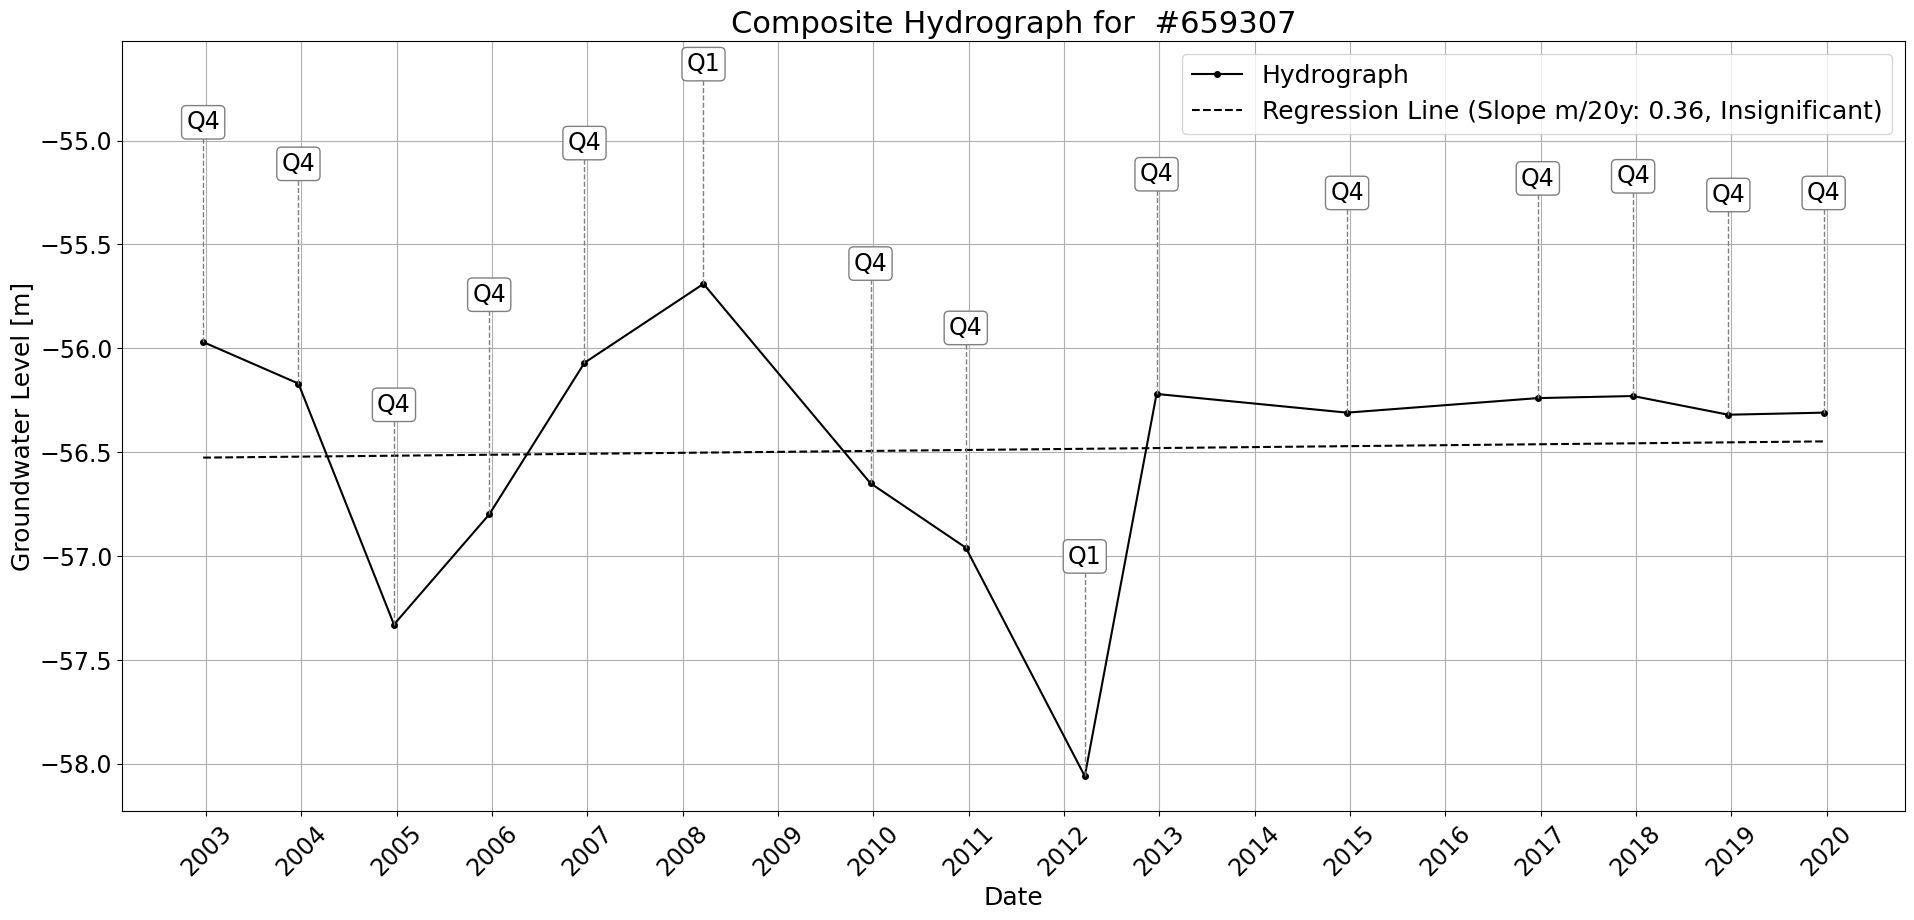 Composite Hydrograph for  #659307
Hydrograph
Regression Line (Slope m/20y: 0.36, Insignificant)
Q4
Q4
Q4
Q4
Q4
Q1
Q4
Q4
Q1
Q4
Q4
Q4
Q4
Q4
Q4
Groundwater Level [m]
−55.0
−55.5
−56.0
−56.5
−57.0
−57.5
−58.0
2003
2004
2005
2006
2007
2008
2009
2010
2011
2012
2013
2014
2015
2016
2017
2018
2019
2020
Date